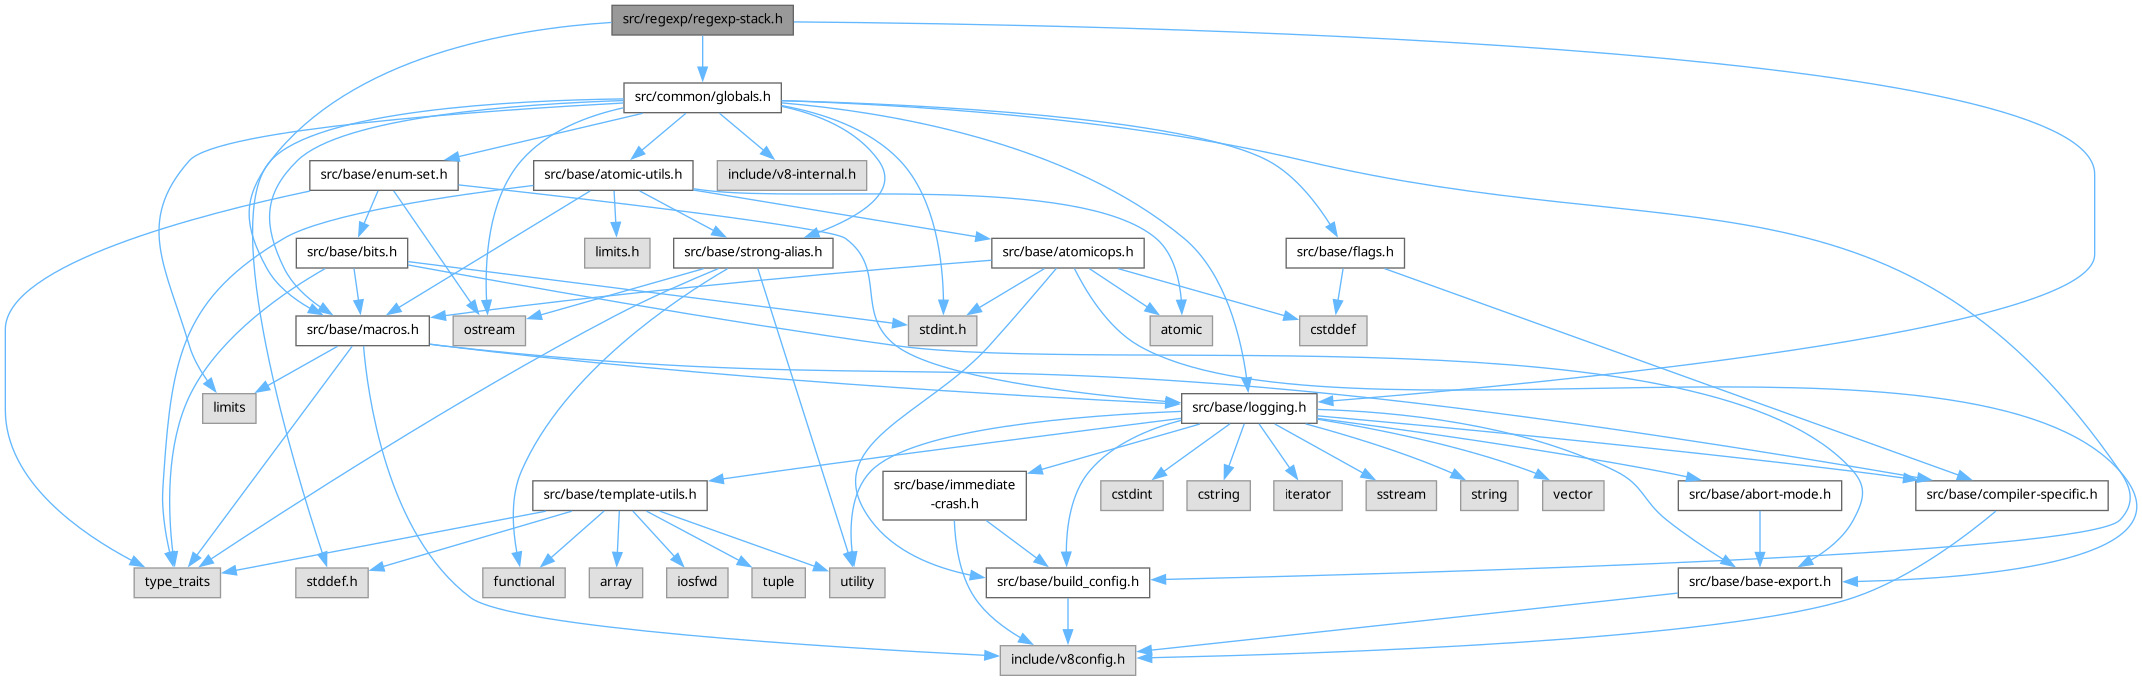 src/regexp/regexp-stack.h
src/common/globals.h
src/base/enum-set.h
src/base/atomic-utils.h
include/v8-internal.h
src/base/bits.h
limits.h
src/base/strong-alias.h
src/base/atomicops.h
src/base/flags.h
src/base/macros.h
ostream
stdint.h
atomic
cstddef
limits
src/base/logging.h
src/base/template-utils.h
src/base/immediate
-crash.h
cstdint
cstring
iterator
sstream
string
vector
src/base/abort-mode.h
src/base/compiler-specific.h
type_traits
stddef.h
functional
array
iosfwd
tuple
utility
src/base/build_config.h
src/base/base-export.h
include/v8config.h